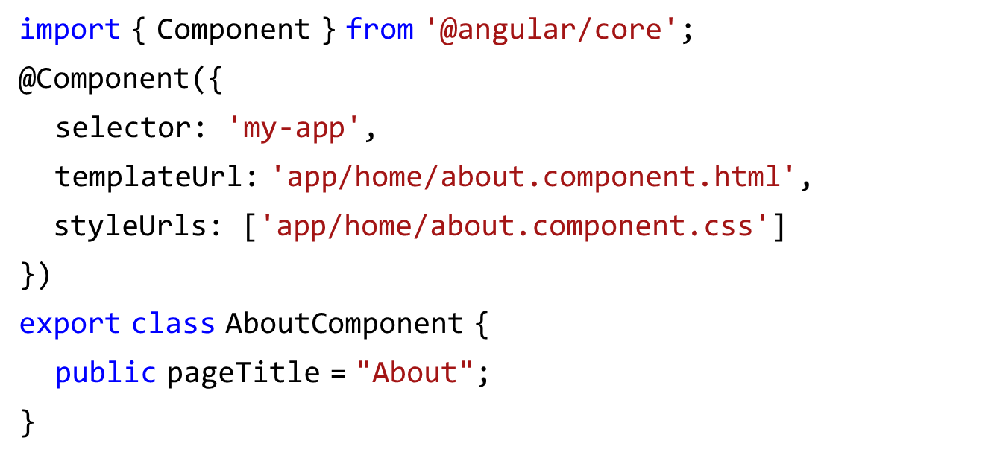 import { Component } from '@angular/core';
@Component({
  selector: 'my-app',
  templateUrl: 'app/home/about.component.html',
  styleUrls: ['app/home/about.component.css']
})
export class AboutComponent {
  public pageTitle = "About";
}